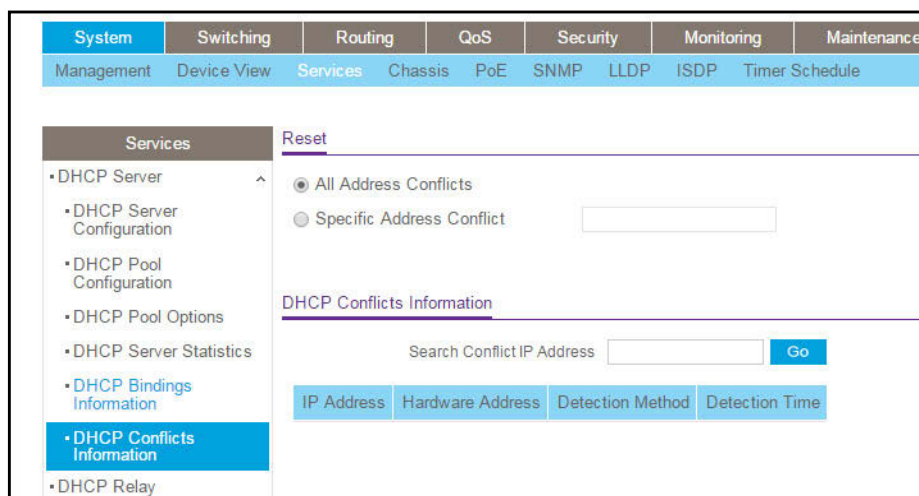 System Switching Routing QoS Security Monitoring Maintenance
Management Device View Services Chassis PoE SNMP LLDP ISDP Timer Schedule
Services
DHCP Server
DHCP Server
Configuration
DHCP Pool
Configuration
DHCP Pool Options
DHCP Server Statistics
DHCP Bindings
Information
DHCP Conflicts
Information
DHCP Relay
Reset
All Address Conflicts
Specific Address Conflict
DHCP Conflicts Information
Search Conflict IP Address Go
IP Address Hardware Address Detection Method Detection Time